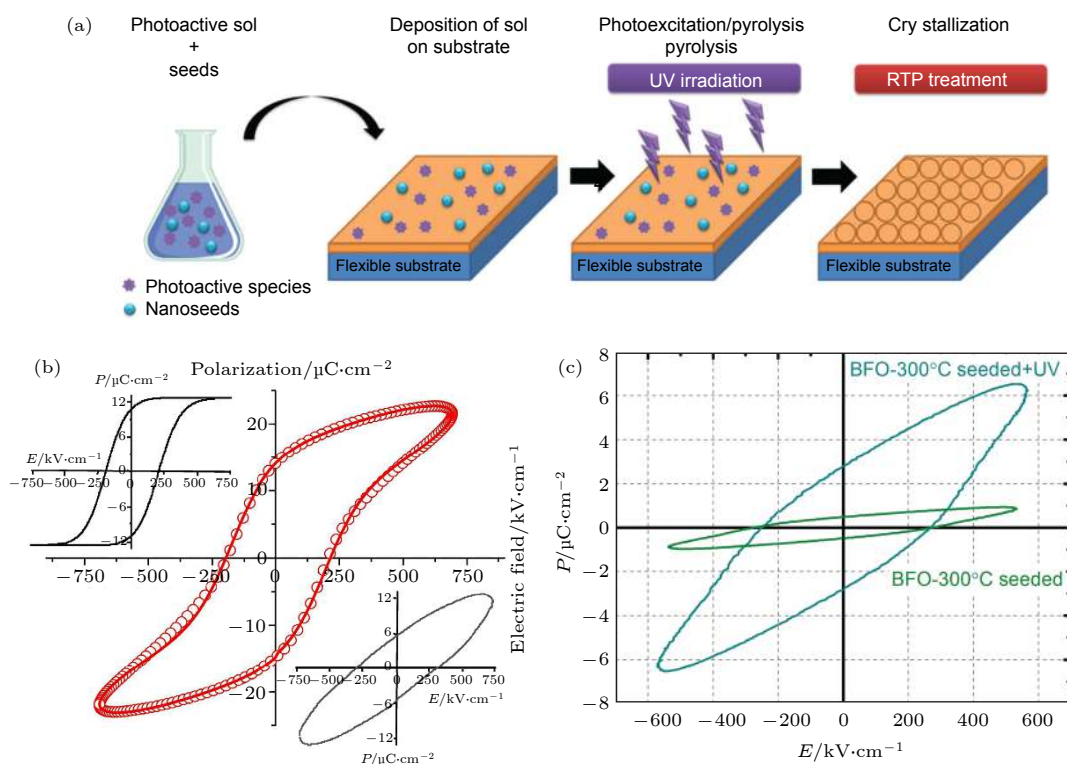 (a)
Photoactive sol
+
seeds
Deposition of sol
on substrate
Photoexcitation/pyrolysis
pyrolysis
Cry stallization
UV irradiation
RTP treatment
Flexible substrate
Flexible substrate
Flexible substrate
Photoactive species
Nanoseeds
(b)
Polarization/μC·cm−2
20
10
0
−10
−20
−750
−500
−250
0
250
500
750
Electric field/kV·cm−1
P/μC·cm−2
12
6
0
−6
−12
E/kV·cm−1
−750
−500
−250
0
250
500
750
12
6
0
−6
−12
−750
−500
−250
0
250
500
750
E/kV·cm−1
P/μC·cm−2
(c)
BFO-300°C seeded+UV
BFO-300°C seeded
P/μC·cm−2
8
6
4
2
0
−2
−4
−6
−8
−600
−400
−200
0
200
400
600
E/kV·cm−1